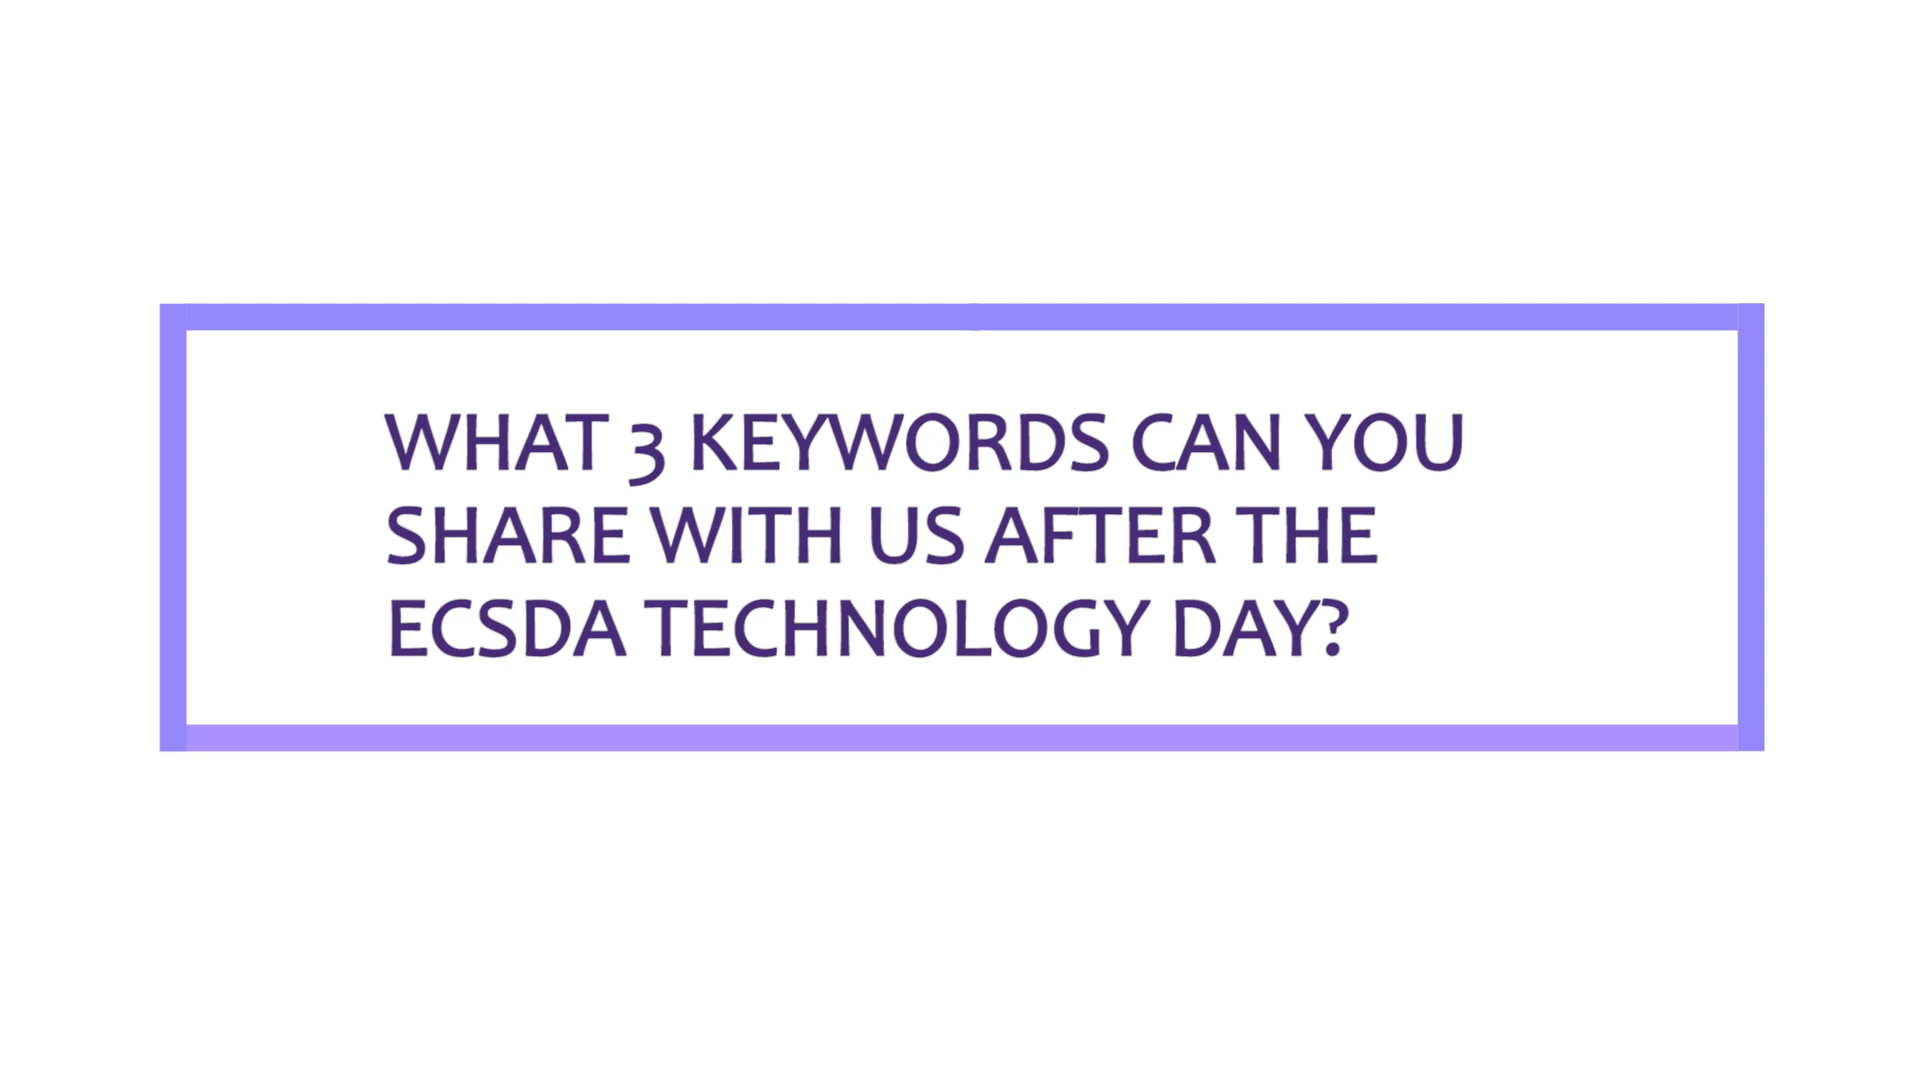 WHAT 3 KEYWORDS CAN YOU
SHARE WITH US AFTER THE
ECSDA TECHNOLOGY DAY?